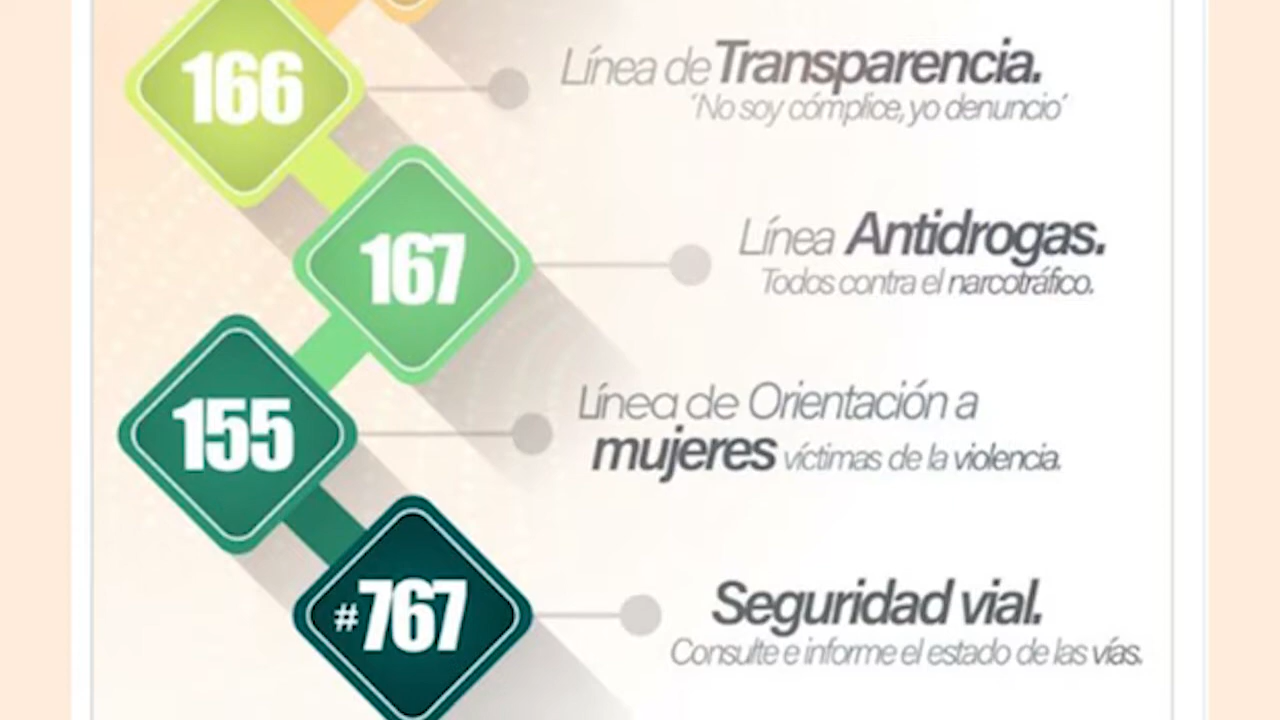 166
Línea de Transparencia.
´No soy cómplice, yo denuncio´
167
Línea Antidrogas.
Todos contra el narcotráfico.
155
Línea de Orientación a
mujeres víctimas de la violencia.
#767
Seguridad vial.
Consulte e informe el estado de las vías.